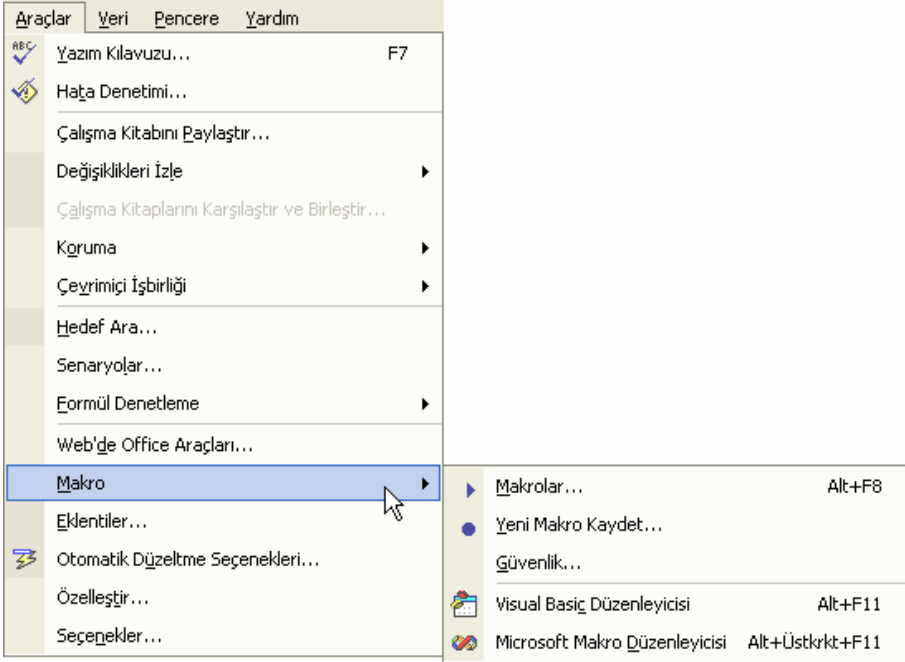 Araçlar Veri Pencere Yardım
Yazım Kılavuzu... F7
Hata Denetimi...
Çalışma Kitabını Paylaştır...
Değişiklikleri İzle
Çalışma Kitaplarını Karşılaştır ve Birleştir...
Koruma
Çevrimiçi İşbirliği
Hedef Ara...
Senaryolar...
Formül Denetleme
Web'de Office Araçları...
Makro
Eklentiler...
Otomatik Düzeltme Seçenekleri...
Özelleştir...
Seçenekler...
Makrolar... Alt+F8
Yeni Makro Kaydet...
Güvenlik...
Visual Basic Düzenleyicisi Alt+F11
Microsoft Makro Düzenleyicisi Alt+Üstkrkt+F11